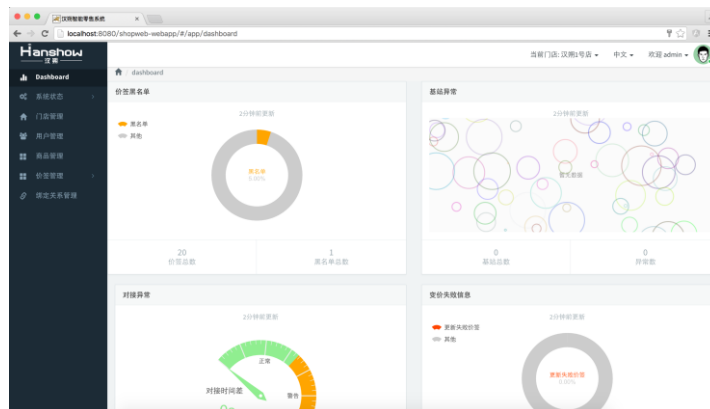 汉朔智能零售系统
localhost:8080/shopweb-webapp/#/app/dashboard
Hanshow
汉朔
当前门店: 汉朔1号店
中文
欢迎 admin
Dashboard
系统状态
门店管理
用户管理
商品管理
价签管理
绑定关系管理
/ dashboard
价签黑名单
2分钟前更新
黑名单
其他
黑名单
0.00%
20
价签总数
1
黑名单总数
基站异常
2分钟前更新
暂无数据
0
基站总数
0
异常数
对接异常
2分钟前更新
正常
警告
对接时间差
变价失败信息
2分钟前更新
更新失败价签
其他
更新失败价签
0.00%